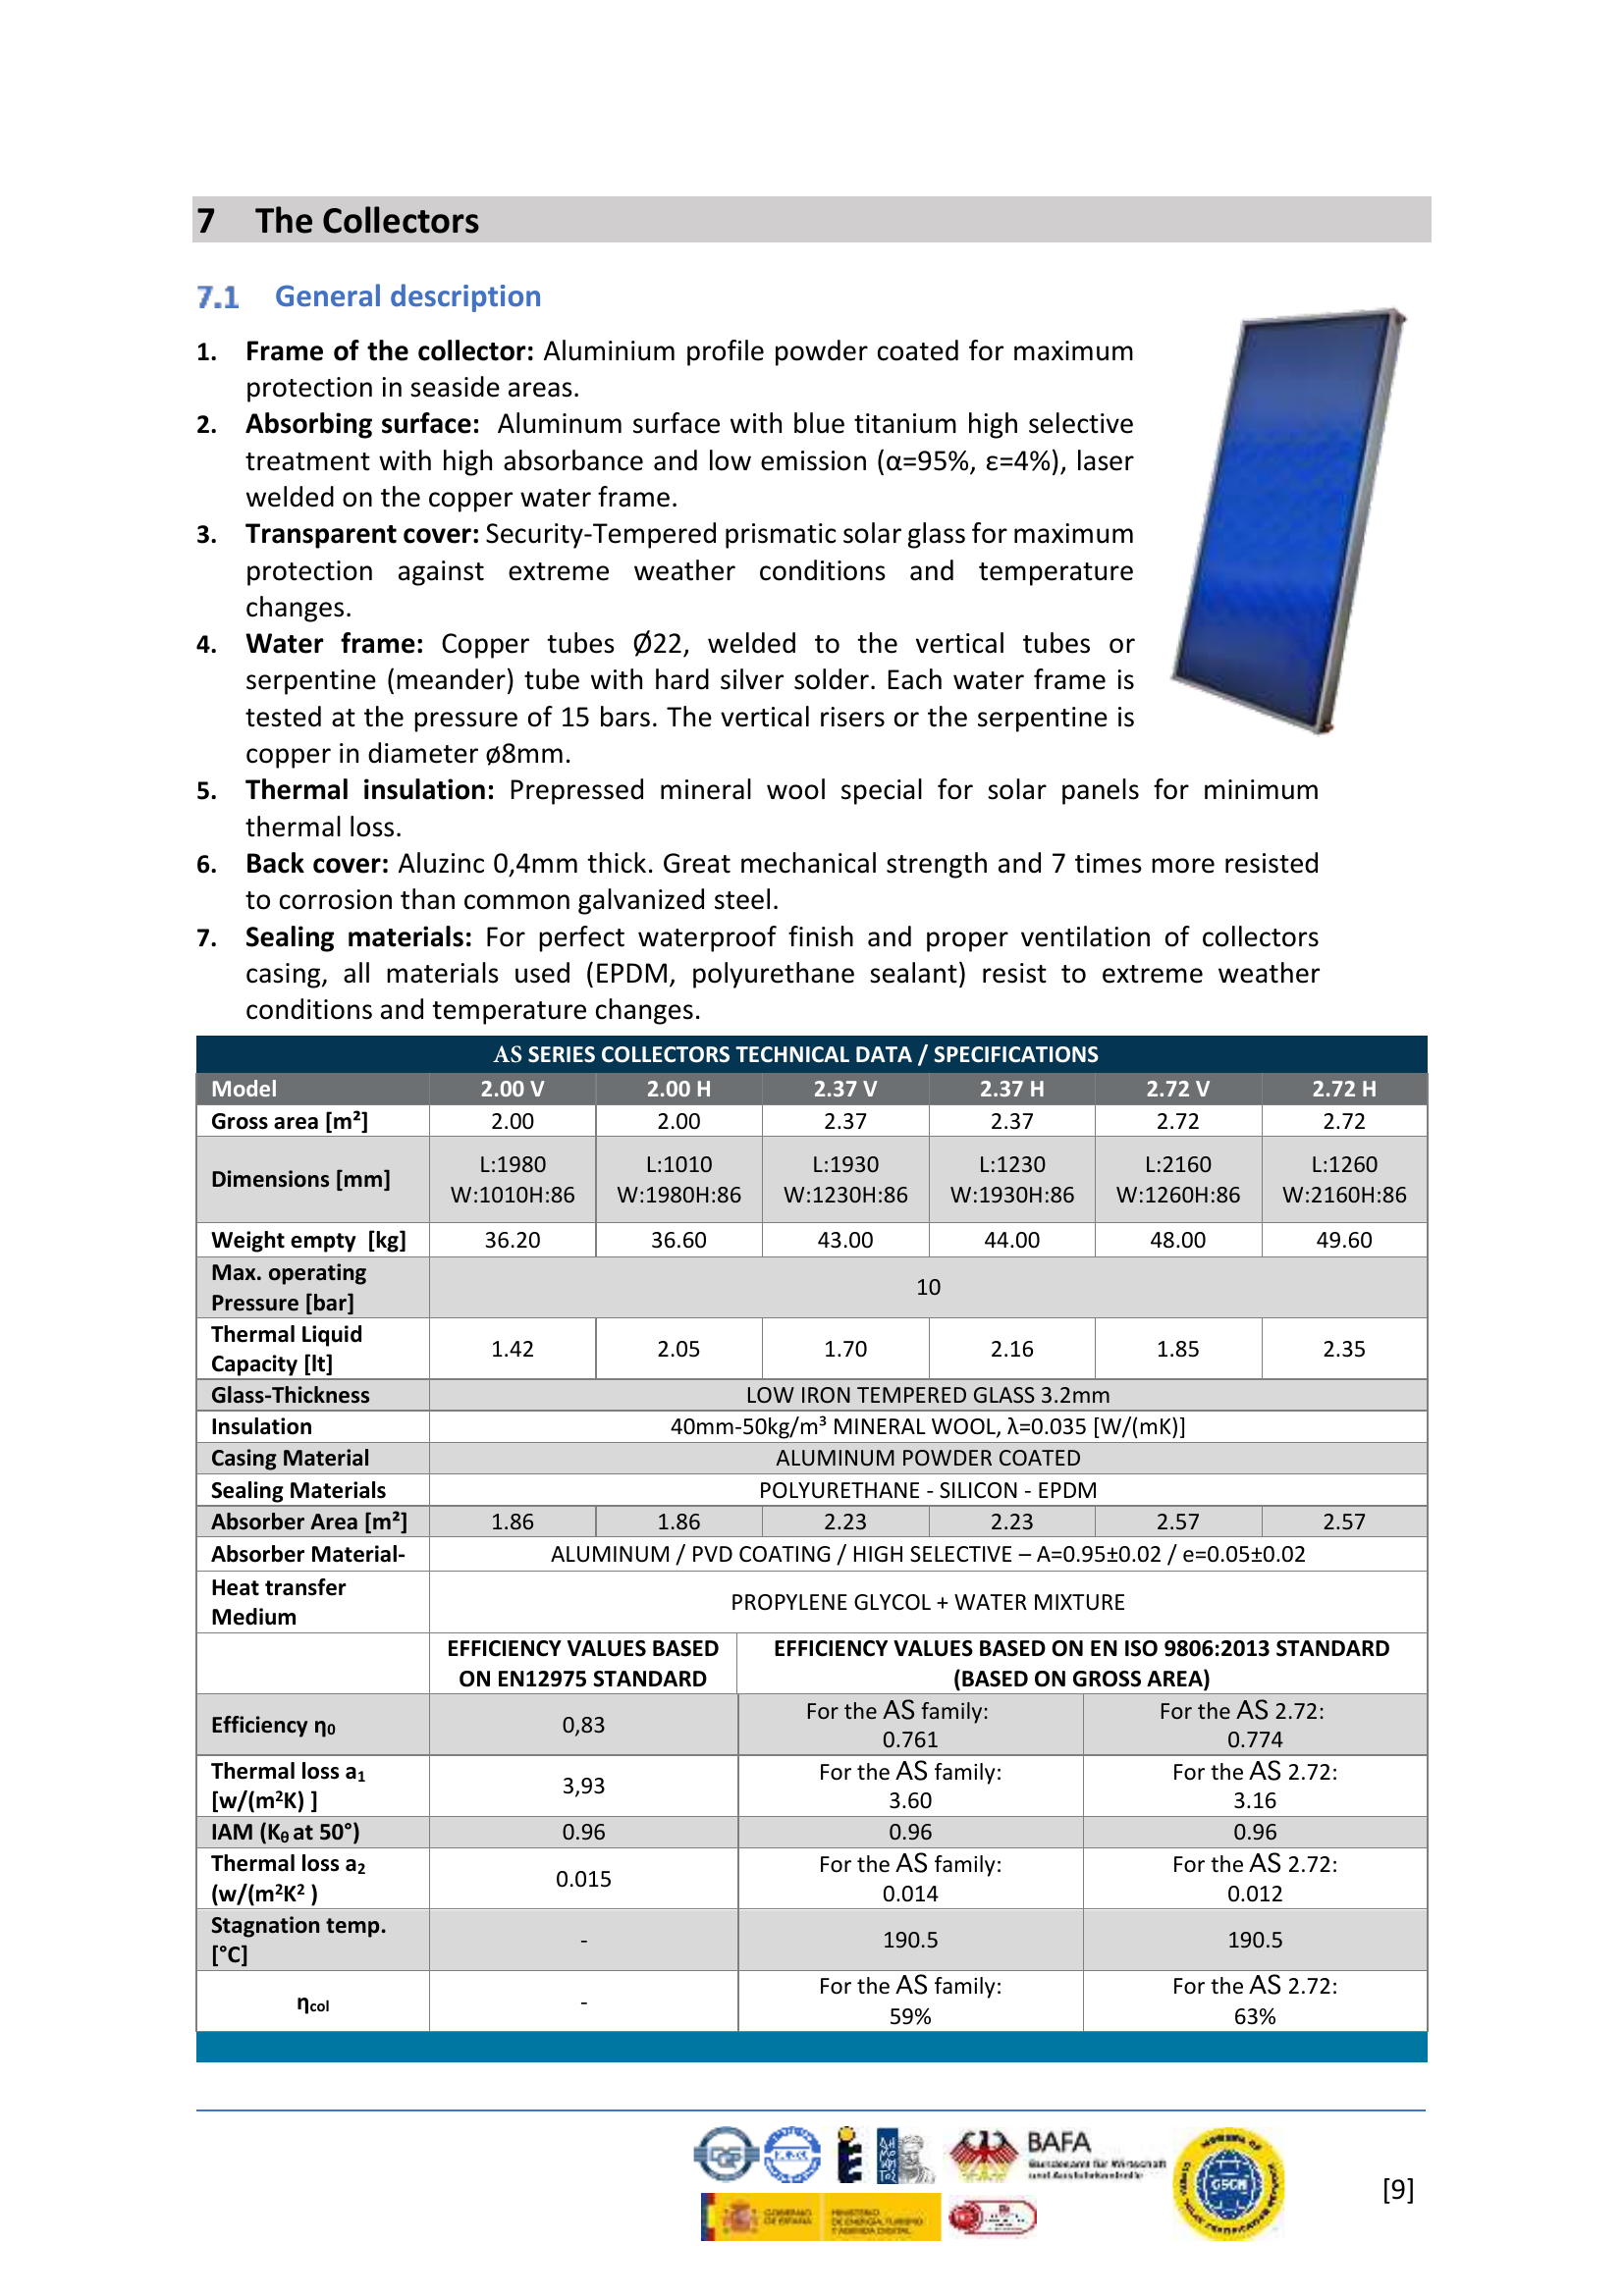 7 The Collectors
7.1 General description
1. Frame of the collector: Aluminium profile powder coated for maximum
protection in seaside areas.
2. Absorbing surface: Aluminum surface with blue titanium high selective
treatment with high absorbance and low emission (α=95%, ε=4%), laser
welded on the copper water frame.
3. Transparent cover: Security-Tempered prismatic solar glass for maximum
protection against extreme weather conditions and temperature
changes.
4. Water frame: Copper tubes Ø22, welded to the vertical tubes or
serpentine (meander) tube with hard silver solder. Each water frame is
tested at the pressure of 15 bars. The vertical risers or the serpentine is
copper in diameter ø8mm.
5. Thermal insulation: Prepressed mineral wool special for solar panels for minimum
thermal loss.
6. Back cover: Aluzinc 0,4mm thick. Great mechanical strength and 7 times more resisted
to corrosion than common galvanized steel.
7. Sealing materials: For perfect waterproof finish and proper ventilation of collectors
casing, all materials used (EPDM, polyurethane sealant) resist to extreme weather
conditions and temperature changes.
AS SERIES COLLECTORS TECHNICAL DATA / SPECIFICATIONS
Model 2.00 V 2.00 H 2.37 V 2.37 H 2.72 V 2.72 H
Gross area [m²] 2.00 2.00 2.37 2.37 2.72 2.72
Dimensions [mm] L:1980 L:1010 L:1930 L:1230 L:2160 L:1260
W:1010H:86 W:1980H:86 W:1230H:86 W:1930H:86 W:1260H:86 W:2160H:86
Weight empty [kg] 36.20 36.60 43.00 44.00 48.00 49.60
Max. operating
Pressure [bar] 10
Thermal Liquid
Capacity [lt] 1.42 2.05 1.70 2.16 1.85 2.35
Glass-Thickness LOW IRON TEMPERED GLASS 3.2mm
Insulation 40mm-50kg/m³ MINERAL WOOL, λ=0.035 [W/(mK)]
Casing Material ALUMINUM POWDER COATED
Sealing Materials POLYURETHANE - SILICON - EPDM
Absorber Area [m²] 1.86 1.86 2.23 2.23 2.57 2.57
Absorber Material- ALUMINUM / PVD COATING / HIGH SELECTIVE – A=0.95±0.02 / e=0.05±0.02
Heat transfer
Medium PROPYLENE GLYCOL + WATER MIXTURE
EFFICIENCY VALUES BASED EFFICIENCY VALUES BASED ON EN ISO 9806:2013 STANDARD
ON EN12975 STANDARD (BASED ON GROSS AREA)
Efficiency η₀ 0,83 For the AS family: For the AS 2.72:
0.761 0.774
Thermal loss a₁ For the AS family: For the AS 2.72:
[w/(m²K) ] 3,93 3.60 3.16
IAM (Kθ at 50°) 0.96 0.96 0.96
Thermal loss a₂ For the AS family: For the AS 2.72:
(w/(m²K² ) 0.015 0.014 0.012
Stagnation temp.
[°C] - 190.5 190.5
ηcol - For the AS family: For the AS 2.72:
59% 63%
BAFA
Bundesamt für Wirtschaft
und Ausfuhrkontrolle
GOBIERNO
DE ESPAÑA
MINISTERIO
DE ENERGÍA, TURISMO
Y AGENDA DIGITAL
[9]